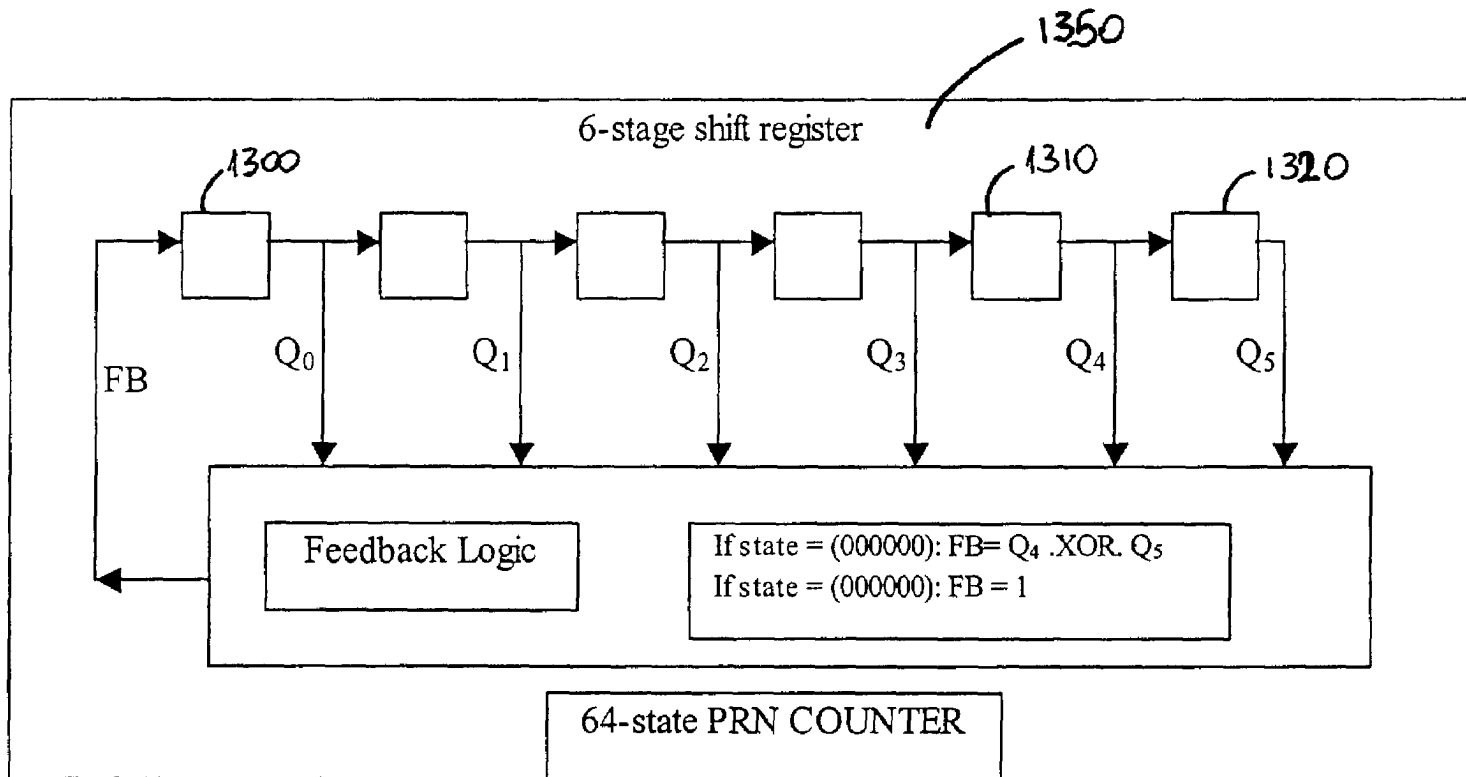 1350
6-stage shift register
1300
1310
1320
FB
Q₀
Q₁
Q₂
Q₃
Q₄
Q₅
Feedback Logic
If state = (000000): FB= Q₄ .XOR. Q₅
If state = (000000): FB = 1
64-state PRN COUNTER